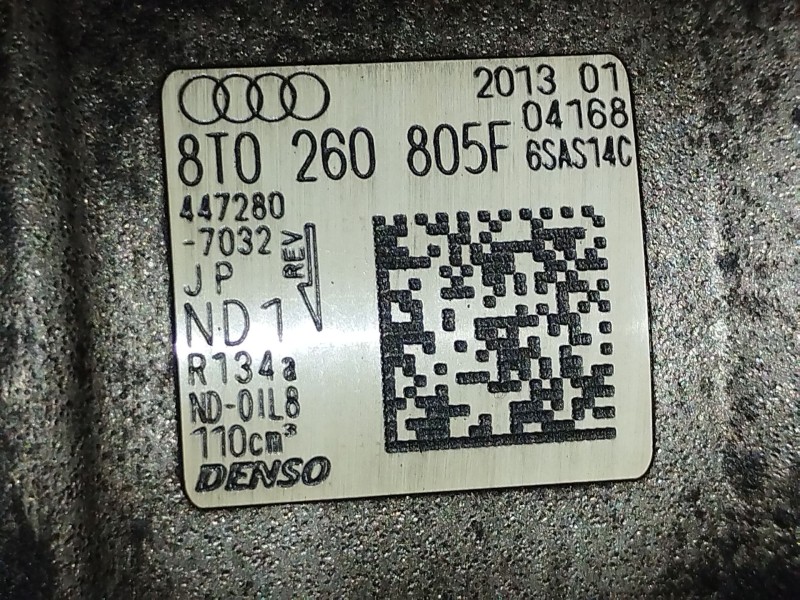 2013 01
04168
8T0 260 805F 6SAS14C
447280
-7032
REV
JP
ND1
R134a
ND-OIL8
110cm³
DENSO